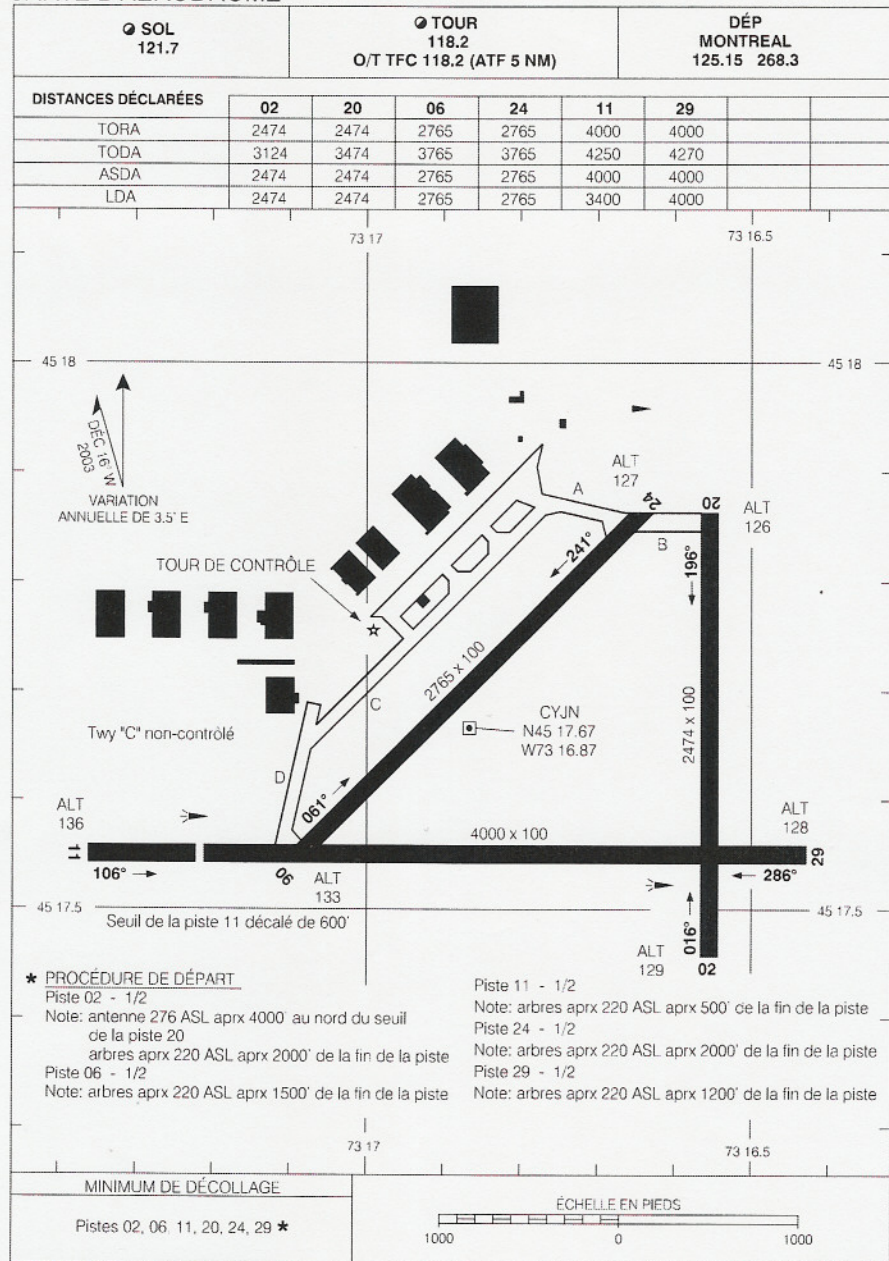 SOL
121.7
TOUR
118.2
O/T TFC 118.2 (ATF 5 NM)
DÉP
MONTREAL
125.15 268.3
DISTANCES DÉCLARÉES 02 20 06 24 11 29
TORA 2474 2474 2765 2765 4000 4000
TODA 3124 3474 3765 3765 4250 4270
ASDA 2474 2474 2765 2765 4000 4000
LDA 2474 2474 2765 2765 3400 4000
73 17 73 16.5
45 18 45 18
DÉC 16° W
2003
VARIATION
ANNUELLE DE 3.5' E
ALT
127
A
24
20
ALT
126
B
241°
196°
TOUR DE CONTRÔLE
2765 x 100
C
CYJN
N45 17.67
W73 16.87
2474 x 100
Twy "C" non-contrôlé
D
061°
ALT
136
4000 x 100
ALT
128
11
29
106°
06
ALT
133
286°
45 17.5 45 17.5
Seuil de la piste 11 décalé de 600'
016°
ALT
129
02
* PROCÉDURE DE DÉPART
Piste 02 - 1/2
Note: antenne 276 ASL aprx 4000' au nord du seuil
de la piste 20
arbres aprx 220 ASL aprx 2000' de la fin de la piste
Piste 06 - 1/2
Note: arbres aprx 220 ASL aprx 1500' de la fin de la piste
Piste 11 - 1/2
Note: arbres aprx 220 ASL aprx 500' de la fin de la piste
Piste 24 - 1/2
Note: arbres aprx 220 ASL aprx 2000' de la fin de la piste
Piste 29 - 1/2
Note: arbres aprx 220 ASL aprx 1200' de la fin de la piste
73 17 73 16.5
MINIMUM DE DÉCOLLAGE
Pistes 02, 06, 11, 20, 24, 29 *
ÉCHELLE EN PIEDS
1000 0 1000